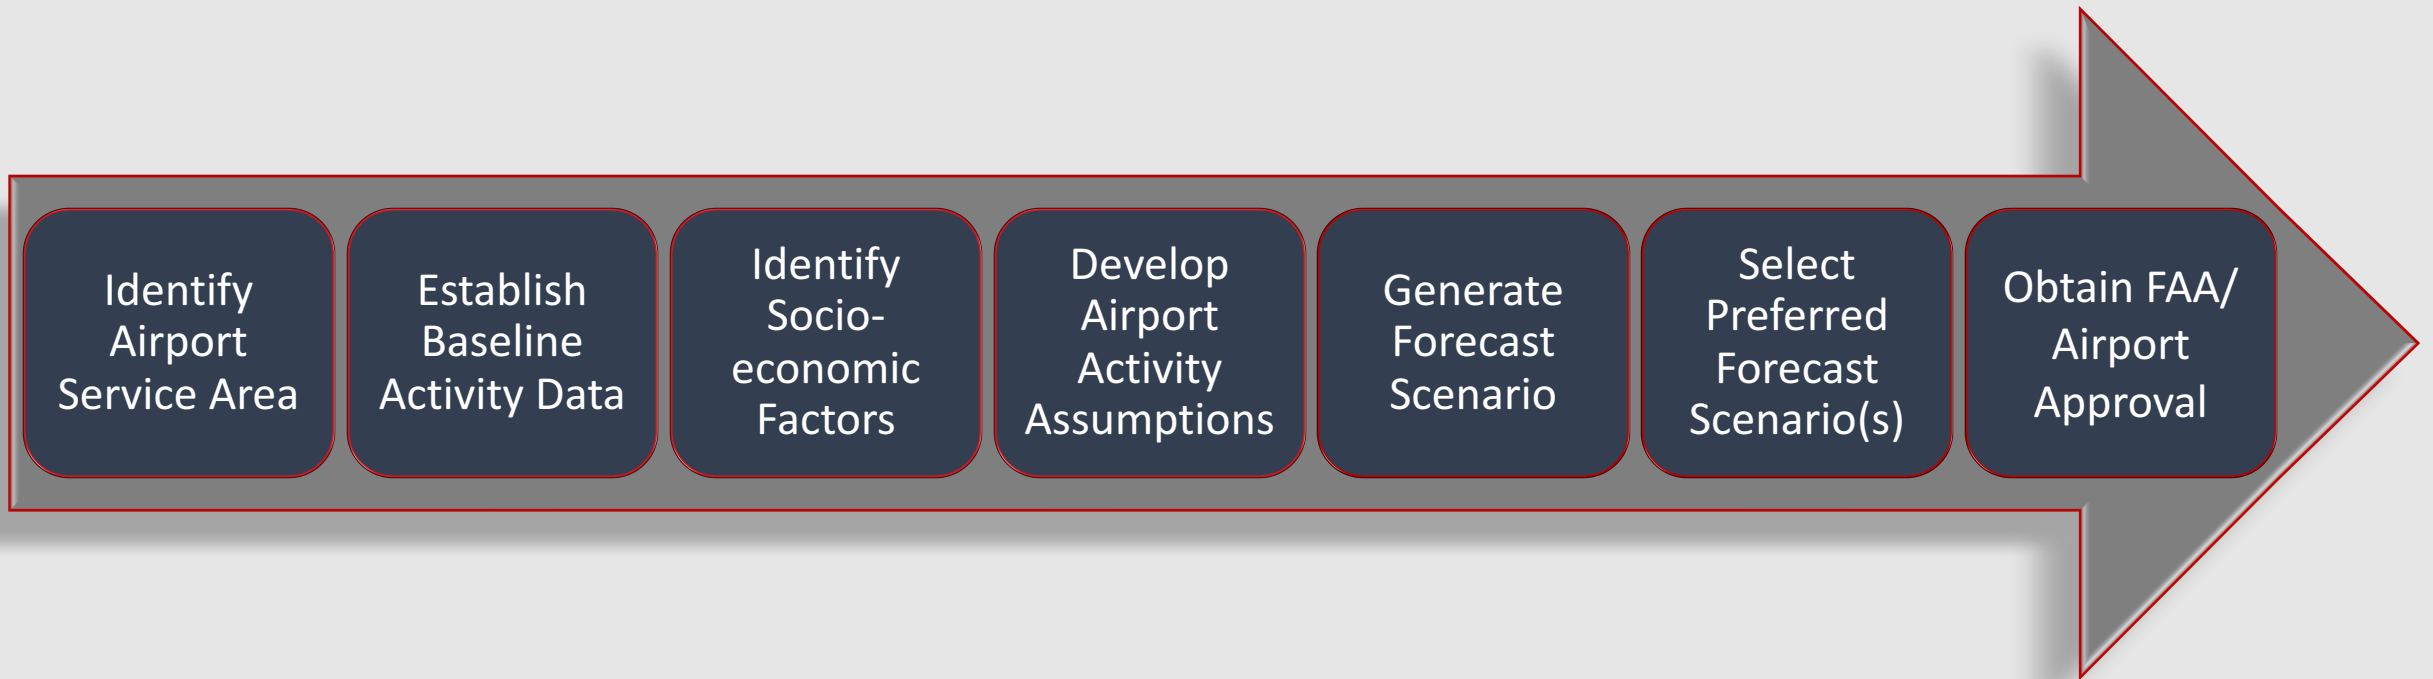 Identify
Airport
Service Area
Establish
Baseline
Activity Data
Identify
Socio-
economic
Factors
Develop
Airport
Activity
Assumptions
Generate
Forecast
Scenario
Select
Preferred
Forecast
Scenario(s)
Obtain FAA/
Airport
Approval